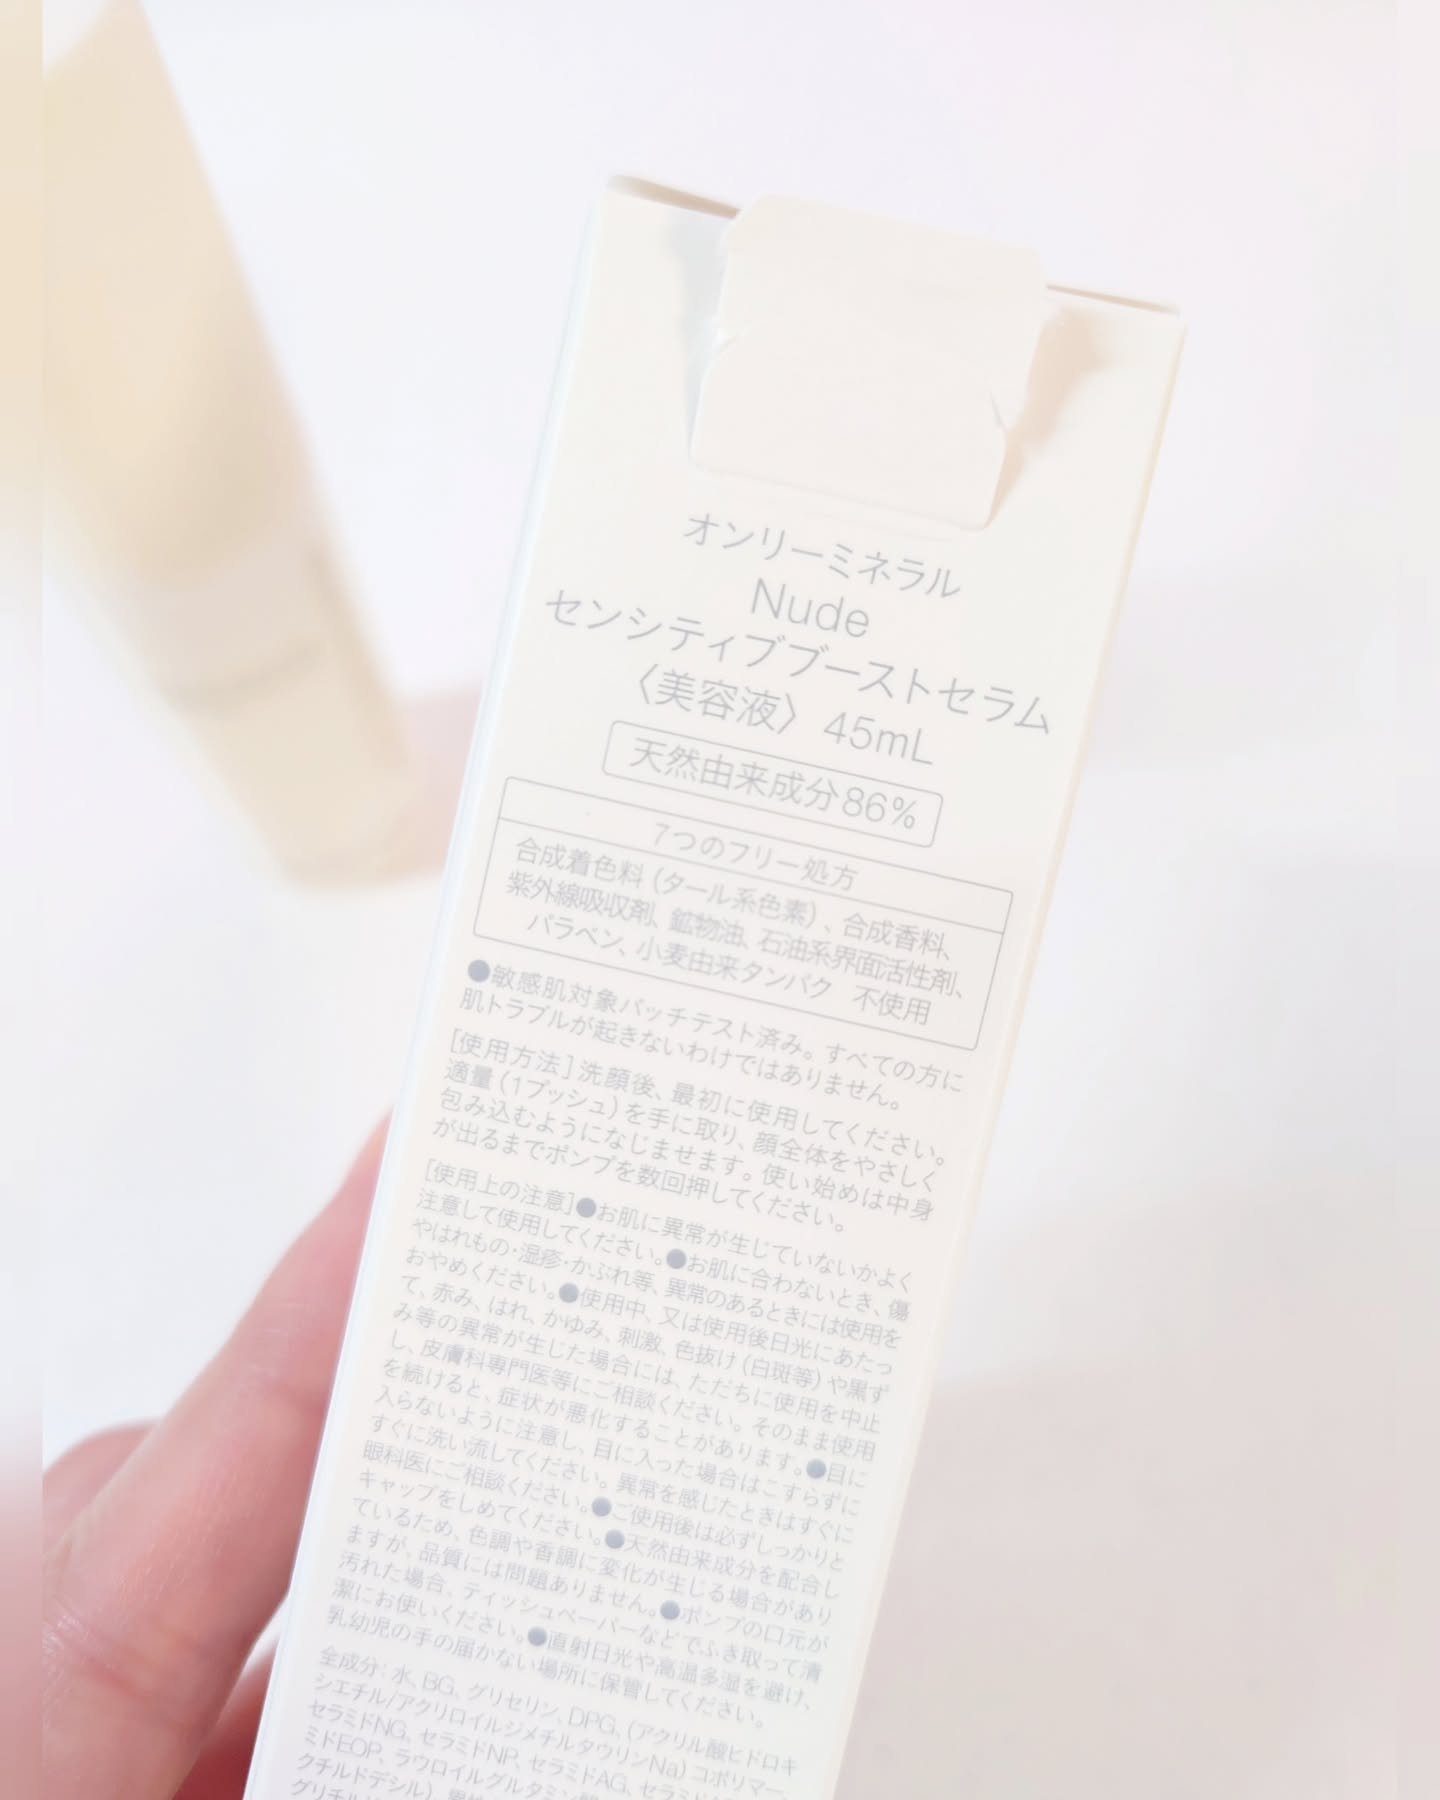 オンリーミネラル
Nude
センシティブブーストセラム
〈美容液〉 45mL
天然由来成分86%
7つのフリー処方
合成着色料（タール系色素）、合成香料、
紫外線吸収剤、鉱物油、石油系界面活性剤、
パラベン、小麦由来タンパク 不使用
●敏感肌対象パッチテスト済み。すべての方に
肌トラブルが起きないわけではありません。
［使用方法］洗顔後、最初に使用してください。
適量（1プッシュ）を手に取り、顔全体をやさしく
包み込むようになじませます。使い始めは中身
が出るまでポンプを数回押してください。
［使用上の注意］●お肌に異常が生じていないかよく
注意して使用してください。●お肌に合わないとき、傷
やはれもの・湿疹・かぶれ等、異常のあるときには使用を
おやめください。●使用中、又は使用後日光にあたっ
て、赤み、はれ、かゆみ、刺激、色抜け（白斑等）や黒ず
み等の異常が生じた場合には、ただちに使用を中止
し、皮膚科専門医等にご相談ください。そのまま使用
を続けると、症状が悪化することがあります。●目に
入らないように注意し、目に入った場合はこすらずに
すぐに洗い流してください。異常を感じたときはすぐに
眼科医にご相談ください。●ご使用後は必ずしっかりと
キャップをしめてください。●天然由来成分を配合し
ているため、色調や香調に変化が生じる場合があり
ますが、品質には問題ありません。●ポンプの口元が
汚れた場合、ティッシュペーパーなどでふき取って清
潔にお使いください。●直射日光や高温多湿を避け、
乳幼児の手の届かない場所に保管してください。
全成分：水、BG、グリセリン、DPG、（アクリル酸ヒドロキ
シエチル/アクリロイルジメチルタウリンNa）コポリマー、
セラミドNG、セラミドNP、セラミドAG、セラ
ミドEOP、ラウロイルグルタミン酸
クチルドデシル）、